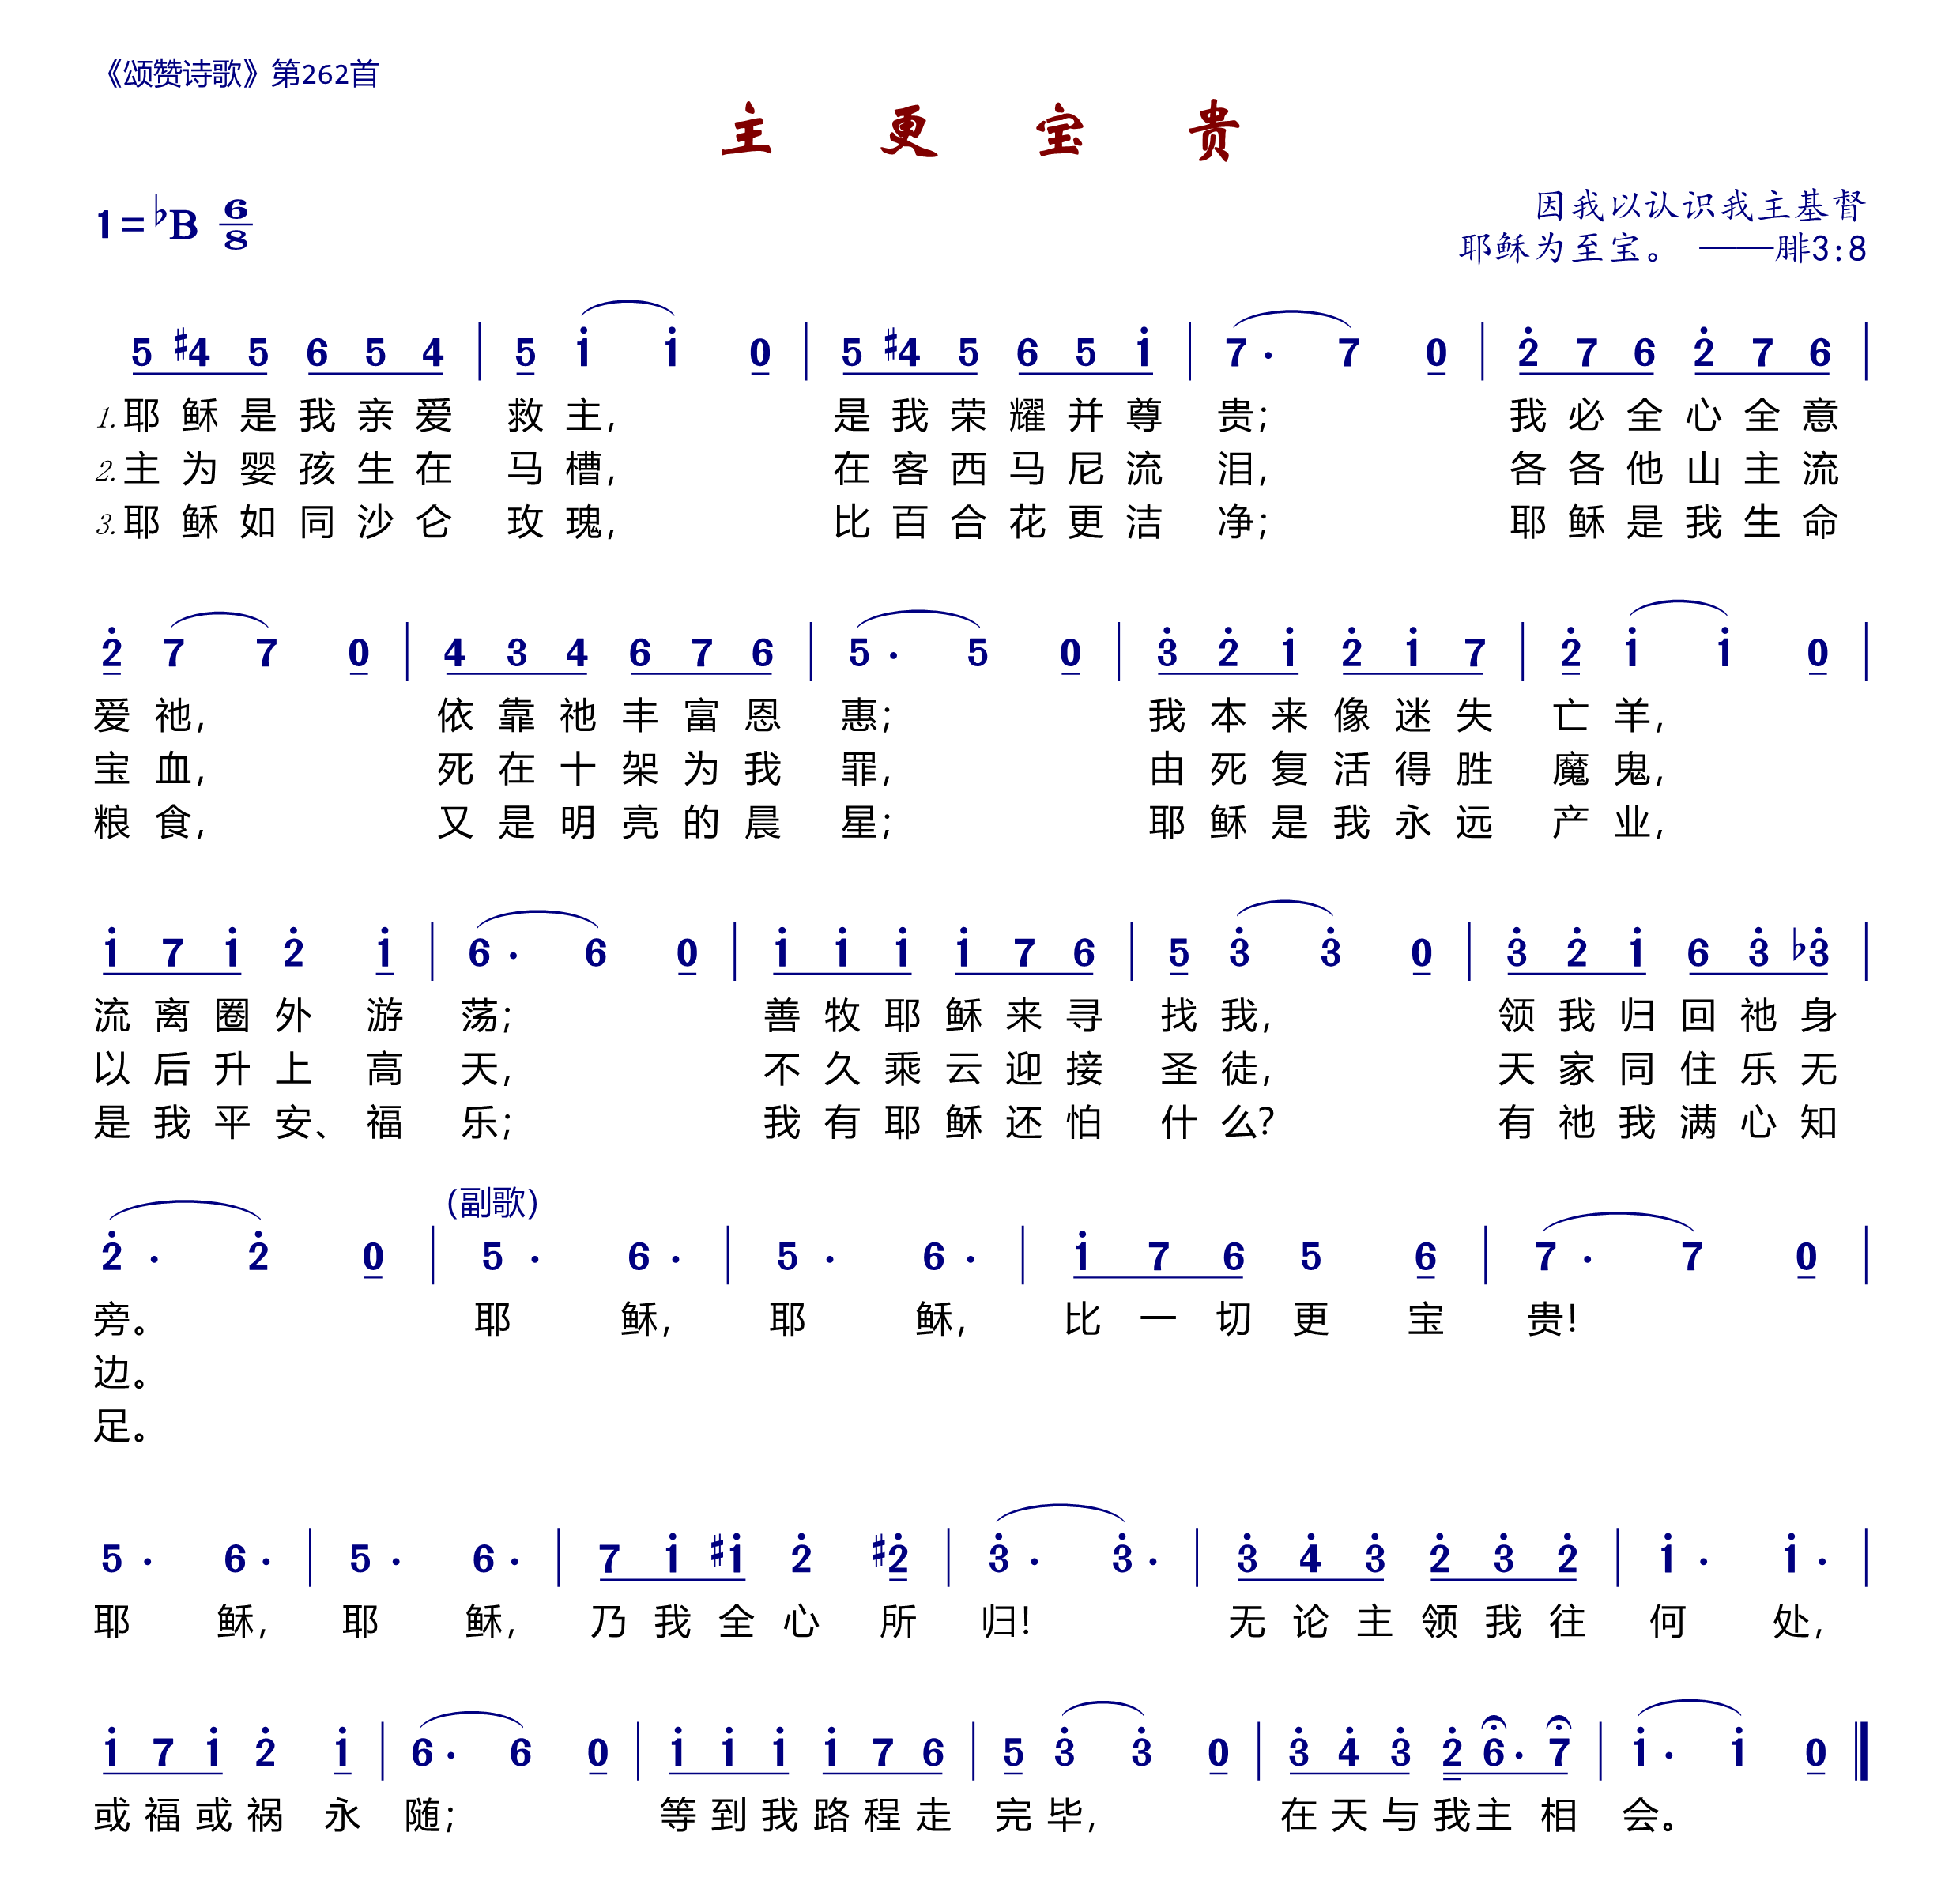 《颂赞诗歌》第262首
主 更 宝 贵
1=♭B 6/8
因我以认识我主基督
耶稣为至宝。 ——腓3:8
5 #4 5 6 5 4 | 5 i i 0 | 5 #4 5 6 5 i | 7· 7 0 | 2̇ 7 6 2̇ 7 6 |
1.耶稣是我亲爱 救主, 是我荣耀并尊 贵; 我必全心全意
2.主为婴孩生在 马槽, 在客西马尼流 泪, 各各他山主流
3.耶稣如同沙仑 玫瑰, 比百合花更洁 净; 耶稣是我生命
2̇ 7 7 0 | 4 3 4 6 7 6 | 5· 5 0 | 3̇ 2̇ i 2̇ i 7 | 2̇ i i 0 |
爱祂, 依靠祂丰富恩 惠; 我本来像迷失 亡羊,
宝血, 死在十架为我 罪, 由死复活得胜 魔鬼,
粮食, 又是明亮的晨 星; 耶稣是我永远 产业,
i 7 i 2̇ i | 6· 6 0 | i i i i 7 6 | 5 3̇ 3̇ 0 | 3̇ 2̇ i 6 3̇ ♭3̇ |
流离圈外游 荡; 善牧耶稣来寻 找我, 领我归回祂身
以后升上高 天, 不久乘云迎接 圣徒, 天家同住乐无
是我平安、福 乐; 我有耶稣还怕 什么? 有祂我满心知
(副歌)
2̇· 2̇ 0 | 5· 6· | 5· 6· | i 7 6 5 6 | 7· 7 0 |
旁。 耶 稣, 耶 稣, 比一切更宝 贵!
边。
足。
5· 6· | 5· 6· | 7 i #i 2̇ #2̇ | 3̇· 3̇· | 3̇ 4̇ 3̇ 2̇ 3̇ 2̇ | i· i· |
耶 稣, 耶 稣, 乃我全心所 归! 无论主领我往 何 处,
i 7 i 2̇ i | 6· 6 0 | i i i i 7 6 | 5 3̇ 3̇ 0 | 3̇ 4̇ 3̇ 2̇ 6· 7 | i· i 0 ‖
或福或祸永 随; 等到我路程走 完毕, 在天与我主相 会。